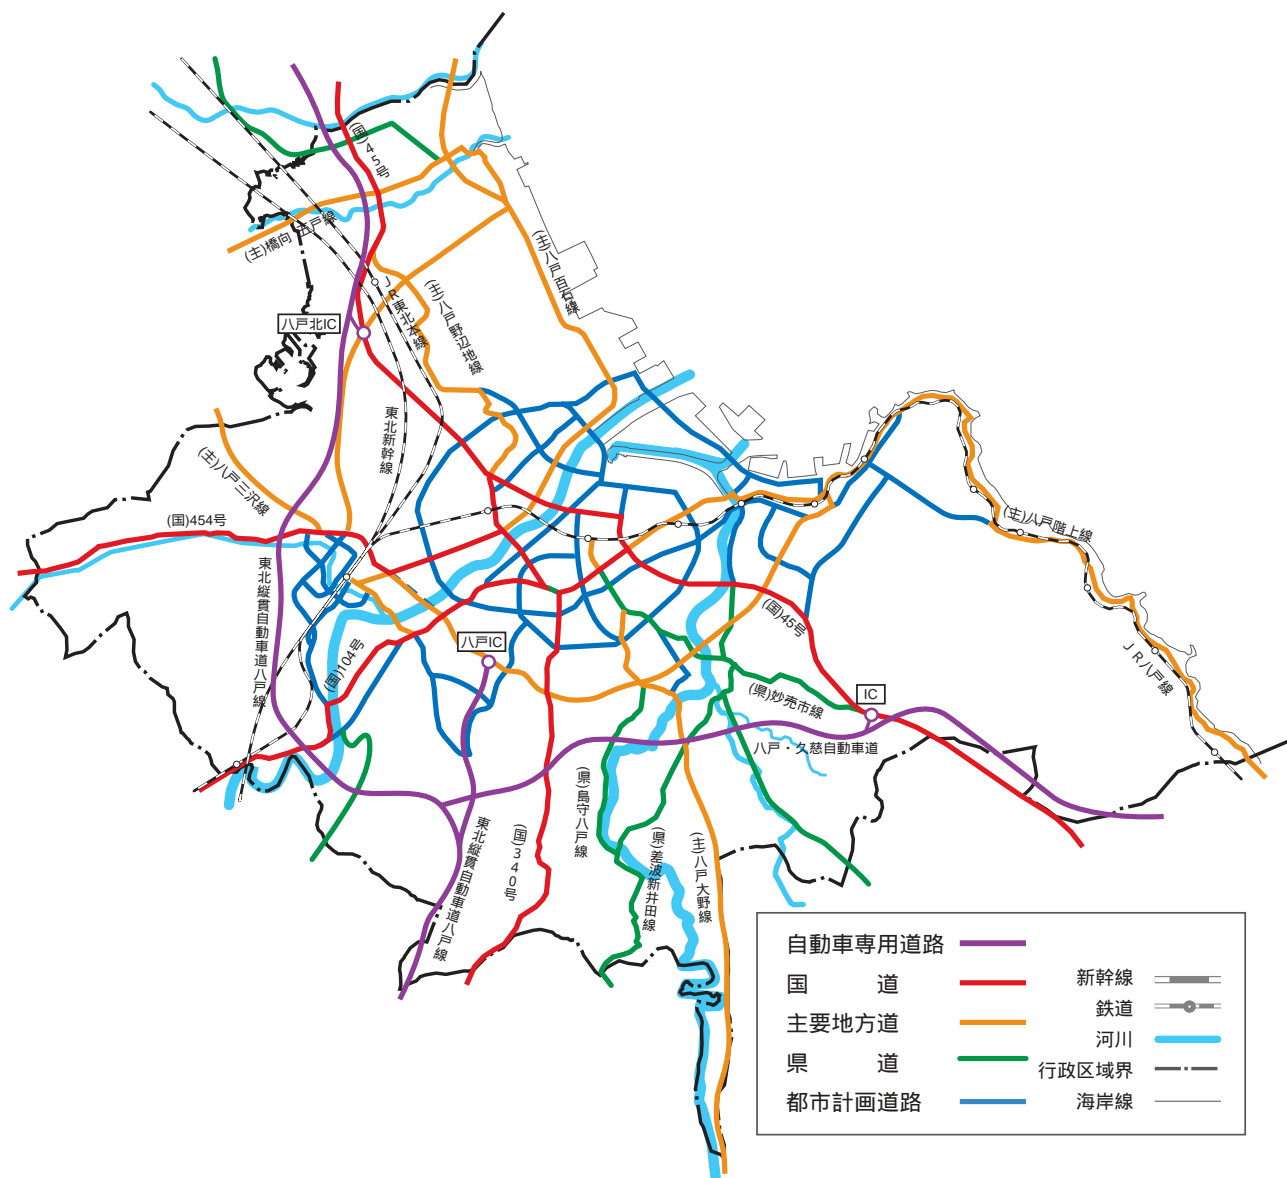 (国)45号
(主)橋向 五戸線
(主)八戸百石線
JR東北本線
(主)八戸野辺地線
八戸北IC
東北新幹線
(主)八戸三沢線
(国)454号
(主)八戸階上線
東北縦貫自動車道八戸線
(国)104号
八戸IC
(国)45号
JR八戸線
(県)妙売市線
IC
八戸・久慈自動車道
(県)島守八戸線
東北縦貫自動車道八戸線
(国)340号
(県)差波新井田線
(主)八戸大野線
自動車専用道路
国 道
主要地方道
県 道
都市計画道路
新幹線
鉄道
河川
行政区域界
海岸線